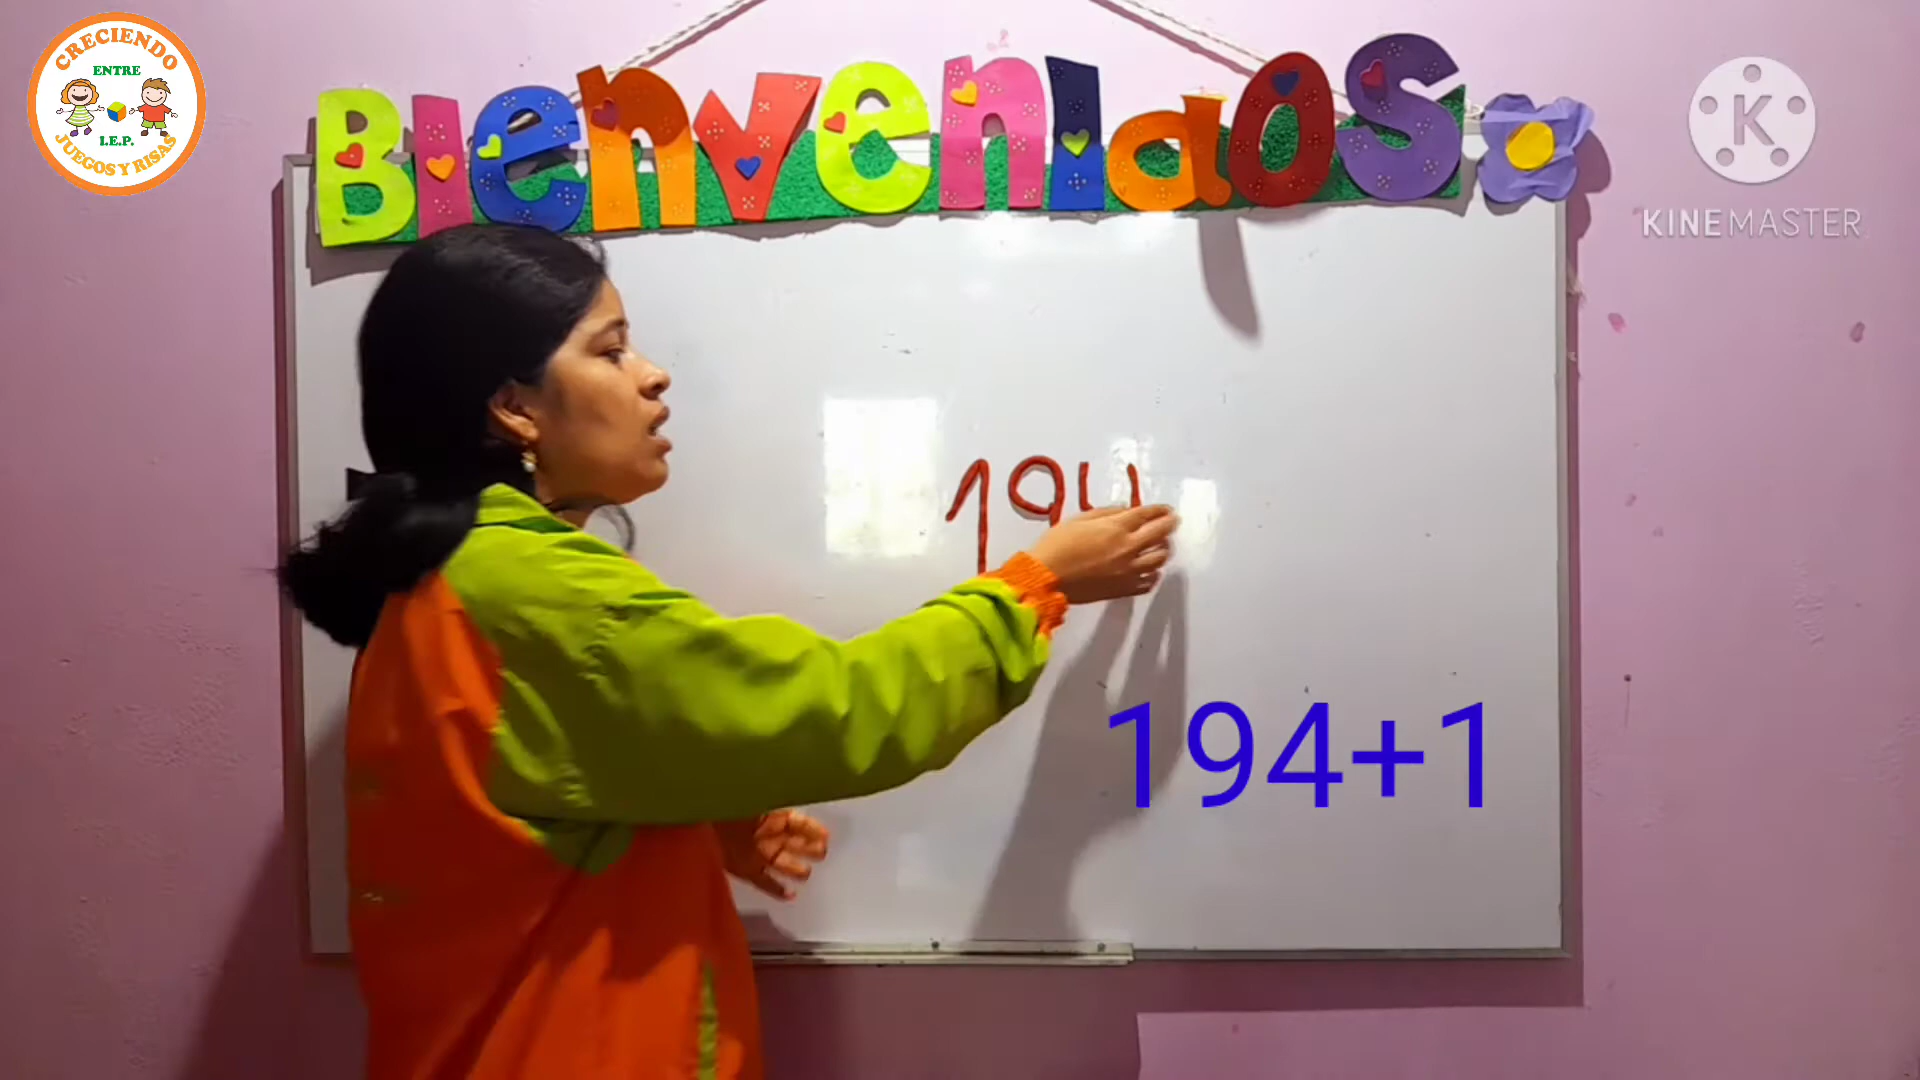 CRECIENDO
ENTRE
I.E.P.
JUEGOS Y RISAS
BIenvenIdos
K
KINEMASTER
194
194+1